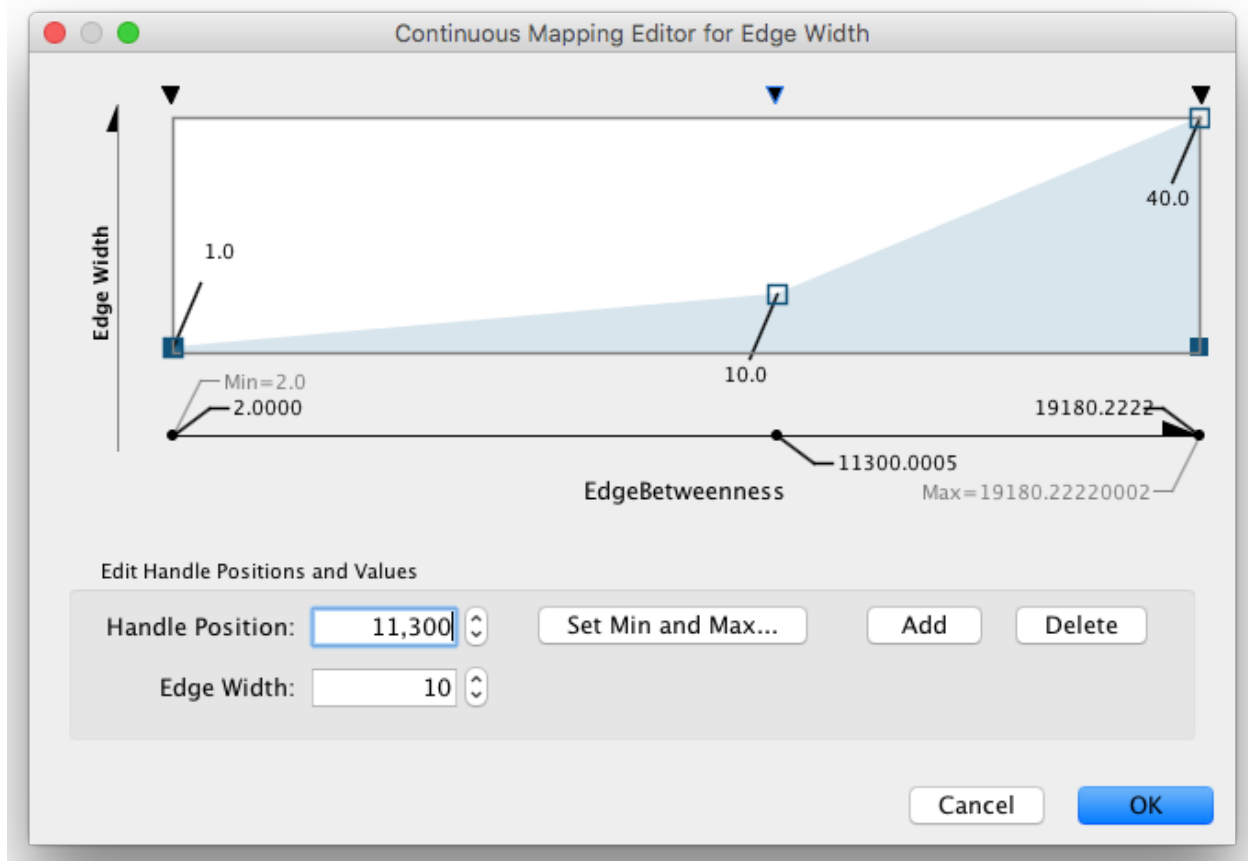 Continuous Mapping Editor for Edge Width
Edge Width
1.0
40.0
10.0
Min=2.0
2.0000
19180.2222
11300.0005
EdgeBetweenness
Max=19180.22220002
Edit Handle Positions and Values
Handle Position: 11,300 Set Min and Max... Add Delete
Edge Width: 10
Cancel OK